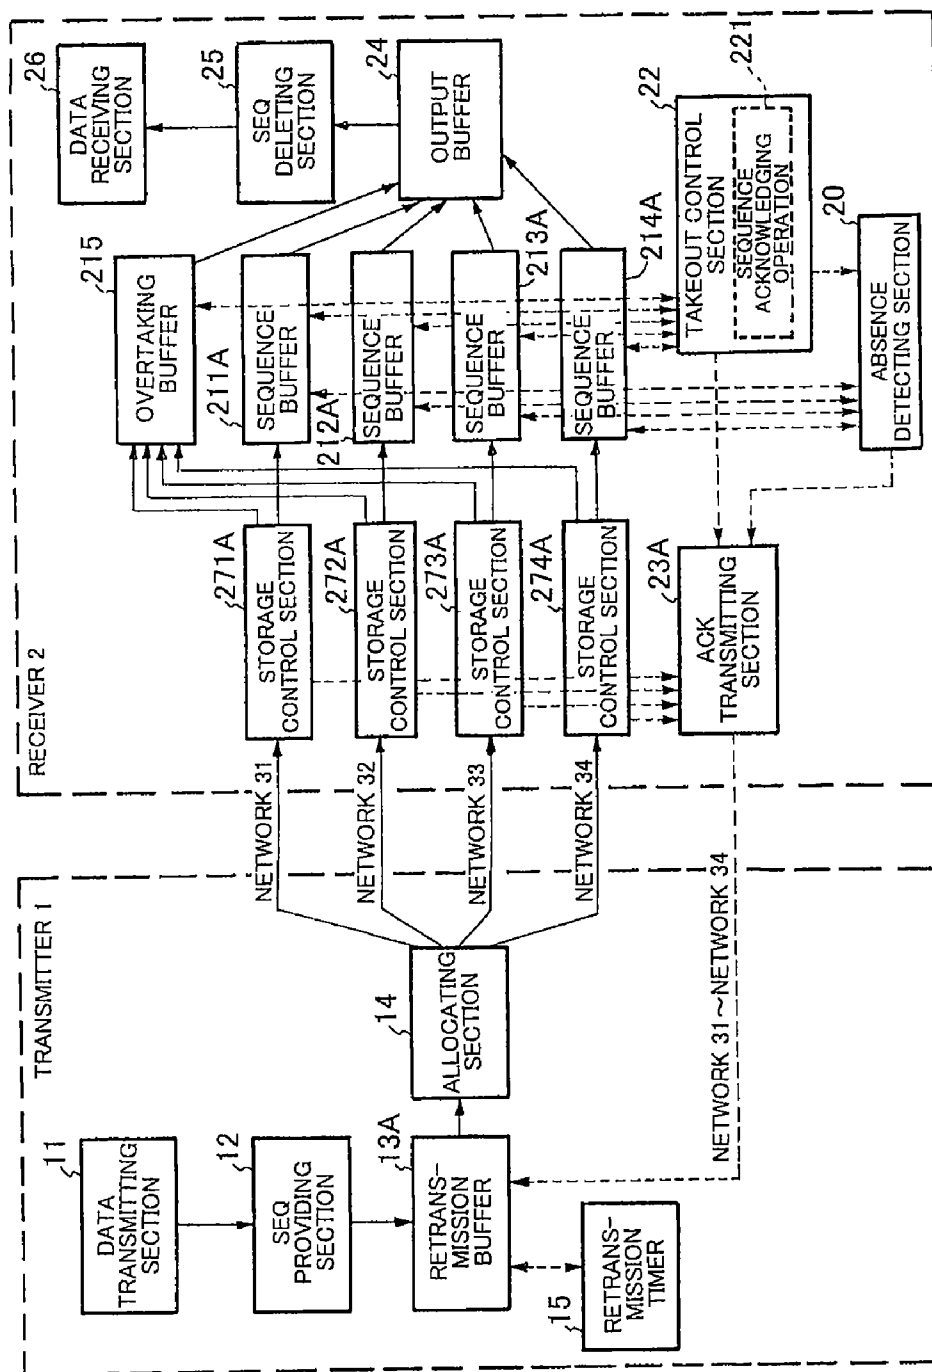 TRANSMITTER 1
11
DATA
TRANSMITTING
SECTION
12
SEQ
PROVIDING
SECTION
13A
RETRANS-
MISSION
BUFFER
15
RETRANS-
MISSION
TIMER
14
ALLOCATING
SECTION
NETWORK 31
NETWORK 32
NETWORK 33
NETWORK 34
NETWORK 31~NETWORK 34
RECEIVER 2
271A
STORAGE
CONTROL SECTION
272A
STORAGE
CONTROL SECTION
273A
STORAGE
CONTROL SECTION
274A
STORAGE
CONTROL SECTION
23A
ACK
TRANSMITTING
SECTION
215
OVERTAKING
BUFFER
211A
SEQUENCE
BUFFER
212A
SEQUENCE
BUFFER
213A
SEQUENCE
BUFFER
214A
SEQUENCE
BUFFER
22
TAKEOUT CONTROL
SECTION
221
SEQUENCE
ACKNOWLEDGING
OPERATION
20
ABSENCE
DETECTING SECTION
24
OUTPUT
BUFFER
25
SEQ
DELETING
SECTION
26
DATA
RECEIVING
SECTION